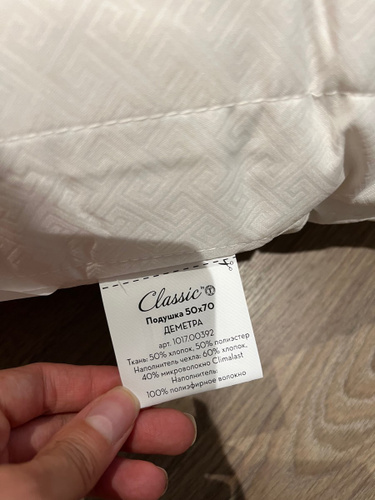 Classic™
Подушка 50х70
ДЕМЕТРА
арт. 1017.00392
Ткань: 50% хлопок, 50% полиэстер
Наполнитель чехла: 60% хлопок,
40% микроволокно Climalast
Наполнитель:
100% полиэфирное волокно